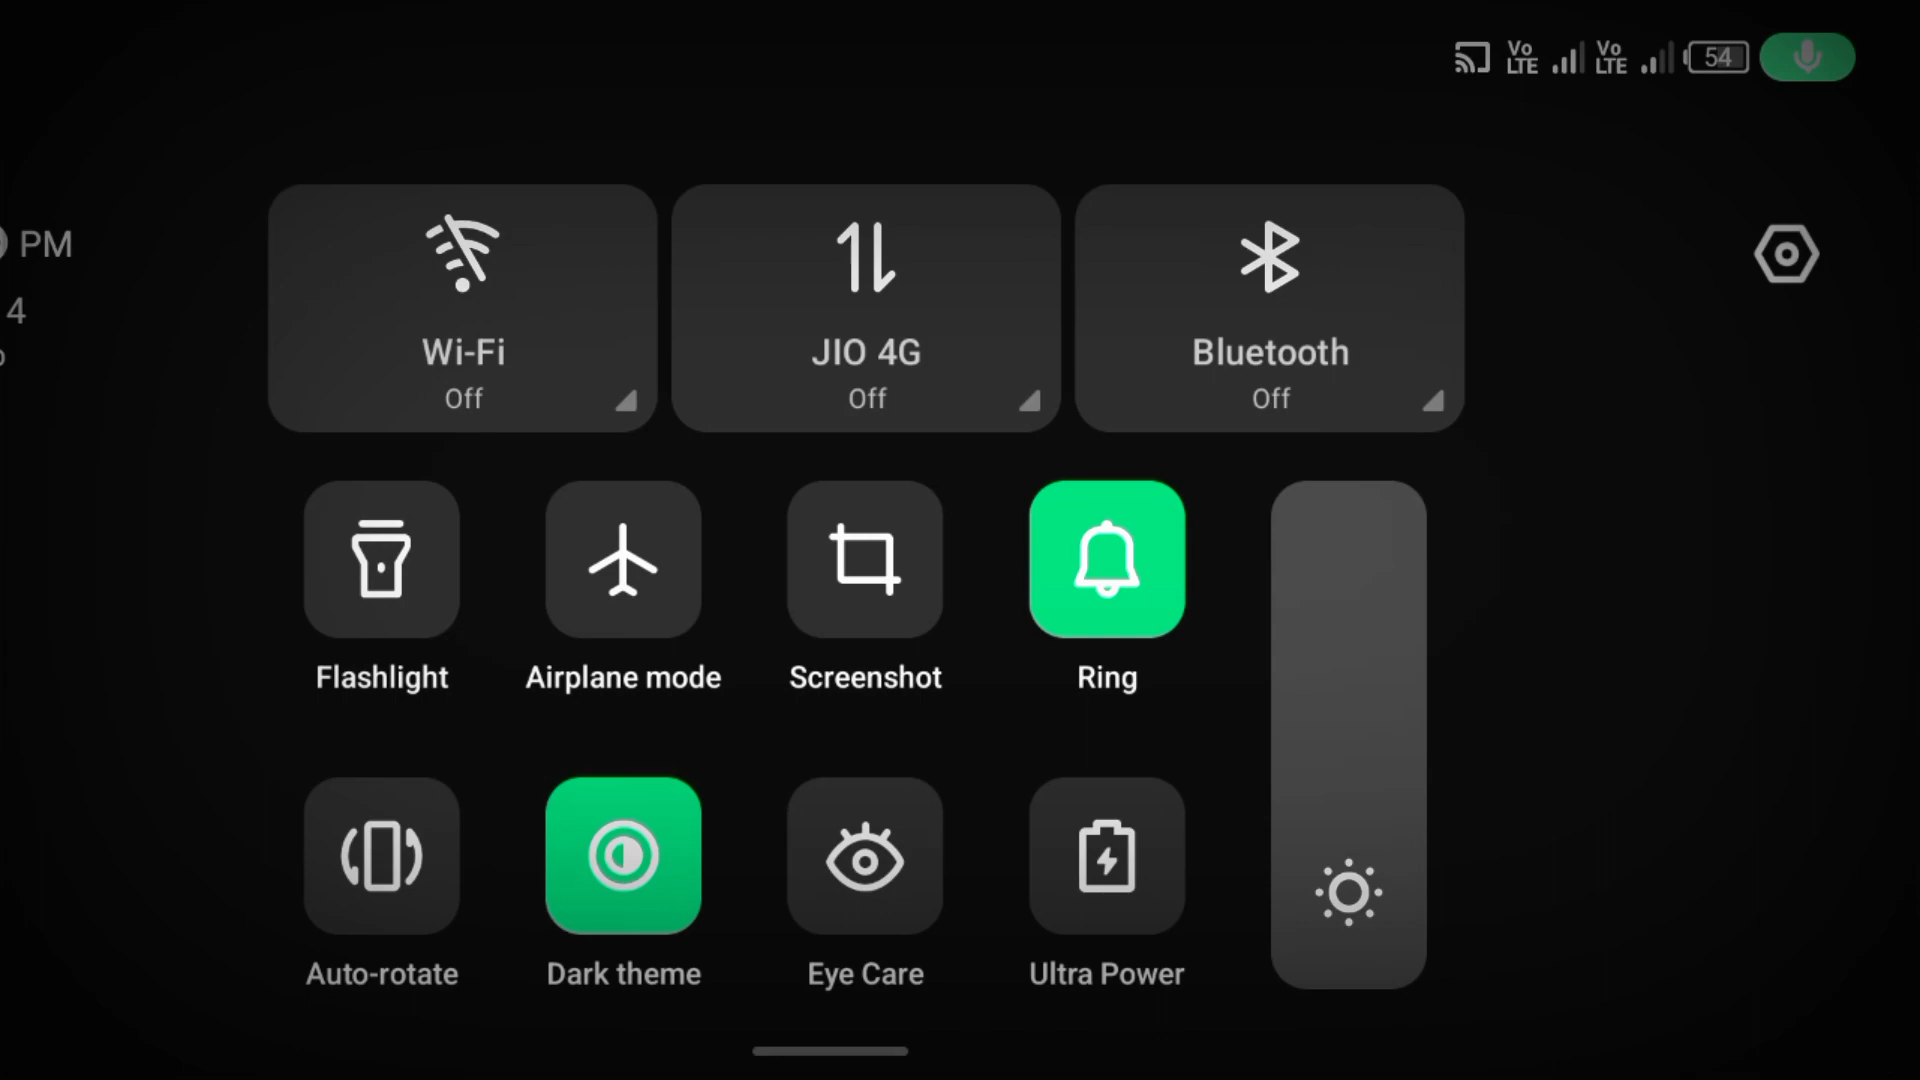 Vo LTE Vo LTE 54
PM
4
Wi-Fi JIO 4G Bluetooth
Off Off Off
Flashlight Airplane mode Screenshot Ring
Auto-rotate Dark theme Eye Care Ultra Power